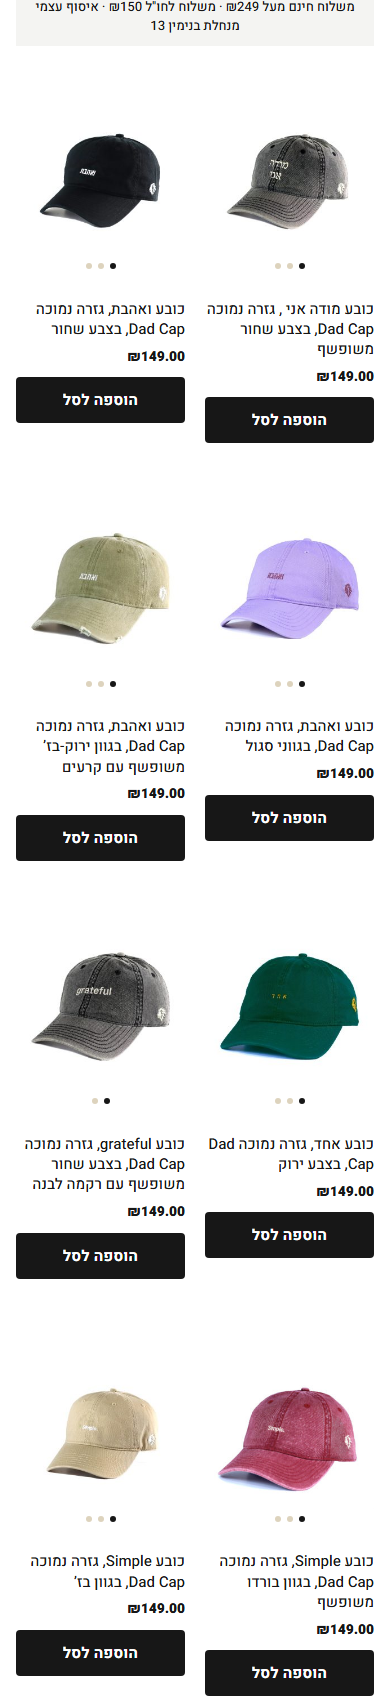 משלוח חינם מעל 249₪ · משלוח לחו"ל 150₪ · איסוף עצמי
מנחלת בנימין 13
מודה
אני
כובע מודה אני , גזרה נמוכה
Dad Cap, בצבע שחור
משופשף
₪149.00
הוספה לסל
ואהבת
כובע ואהבת, גזרה נמוכה
Dad Cap, בצבע שחור
₪149.00
הוספה לסל
ואהבת
כובע ואהבת, גזרה נמוכה
Dad Cap, בגווני סגול
₪149.00
הוספה לסל
ואהבת
כובע ואהבת, גזרה נמוכה
Dad Cap, בגוון ירוק-בז'
משופשף עם קרעים
₪149.00
הוספה לסל
אחד
כובע אחד, גזרה נמוכה Dad
Cap, בצבע ירוק
₪149.00
הוספה לסל
grateful
כובע grateful, גזרה נמוכה
Dad Cap, בצבע שחור
משופשף עם רקמה לבנה
₪149.00
הוספה לסל
Simple.
כובע Simple, גזרה נמוכה
Dad Cap, בגוון בורדו
משופשף
₪149.00
הוספה לסל
Simple.
כובע Simple, גזרה נמוכה
Dad Cap, בגוון בז'
₪149.00
הוספה לסל